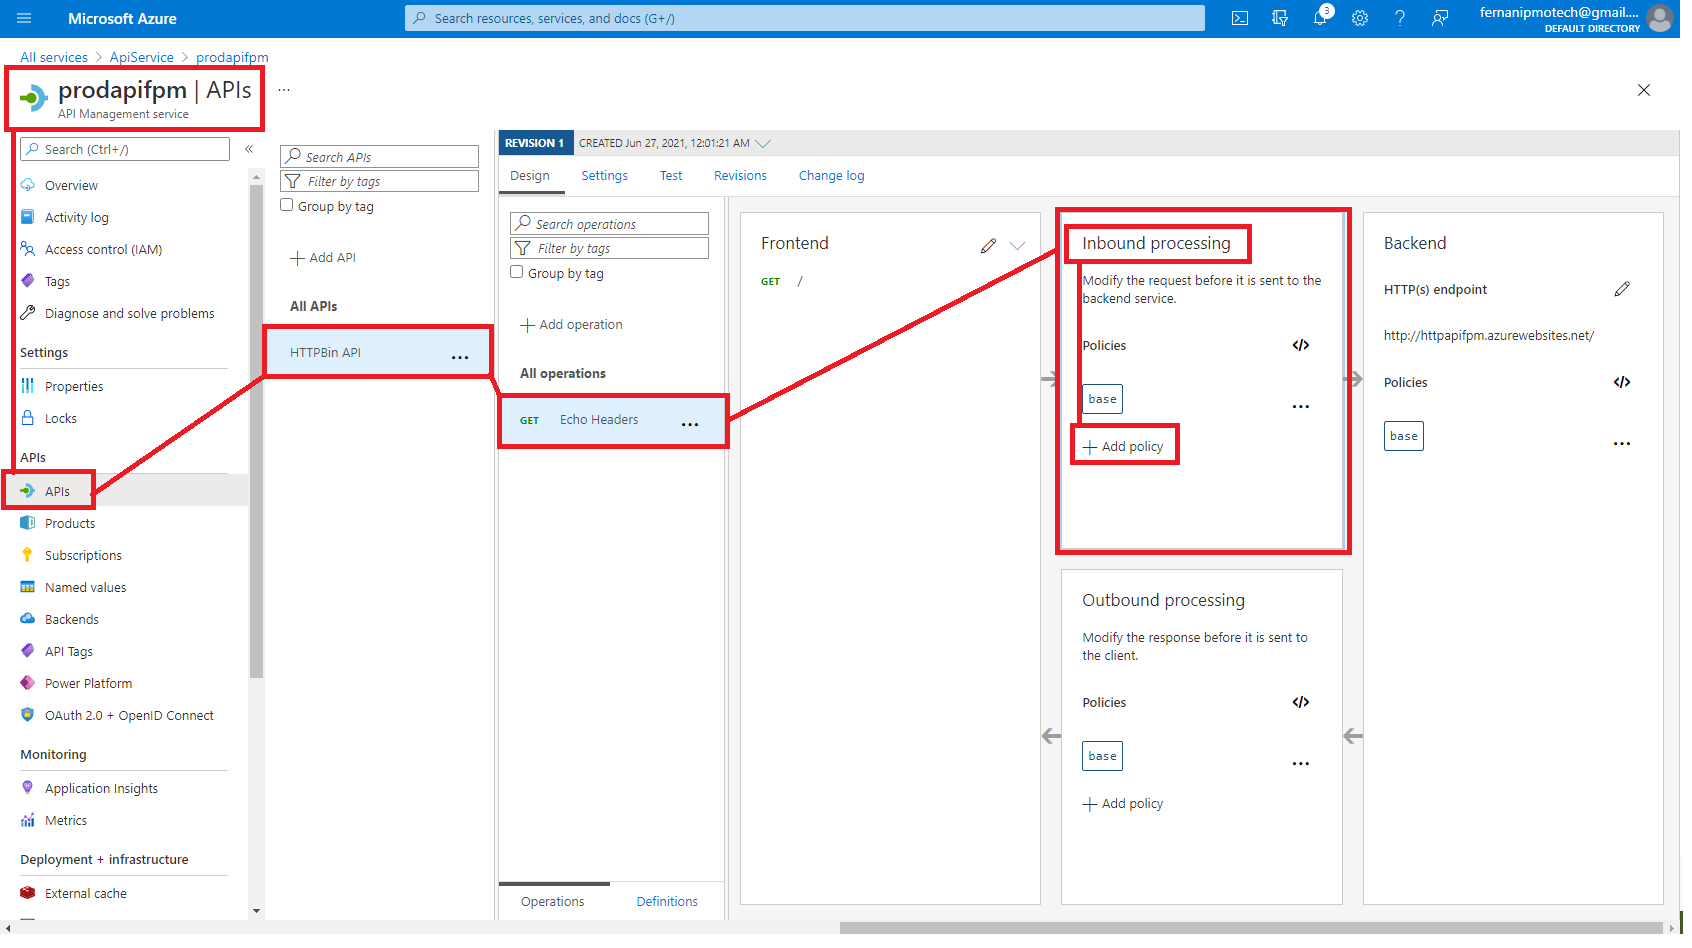 Microsoft Azure
Search resources, services, and docs (G+/)
3
fernanipmotech@gmail....
DEFAULT DIRECTORY
All services > ApiService > prodapifpm
prodapifpm | APIs
...
API Management service
Search (Ctrl+/)
«
Overview
Activity log
Access control (IAM)
Tags
Diagnose and solve problems
Settings
Properties
Locks
APIs
APIs
Products
Subscriptions
Named values
Backends
API Tags
Power Platform
OAuth 2.0 + OpenID Connect
Monitoring
Application Insights
Metrics
Deployment + infrastructure
External cache
Search APIs
Filter by tags
Group by tag
+ Add API
All APIs
HTTPBin API
...
REVISION 1
CREATED Jun 27, 2021, 12:01:21 AM
Design
Settings
Test
Revisions
Change log
Search operations
Filter by tags
Group by tag
+ Add operation
All operations
GET Echo Headers
...
Operations
Definitions
Frontend
GET /
Inbound processing
Modify the request before it is sent to the
backend service.
Policies </>
base
...
+ Add policy
Outbound processing
Modify the response before it is sent to
the client.
Policies </>
base
...
+ Add policy
Backend
HTTP(s) endpoint
http://httpapifpm.azurewebsites.net/
Policies </>
base
...